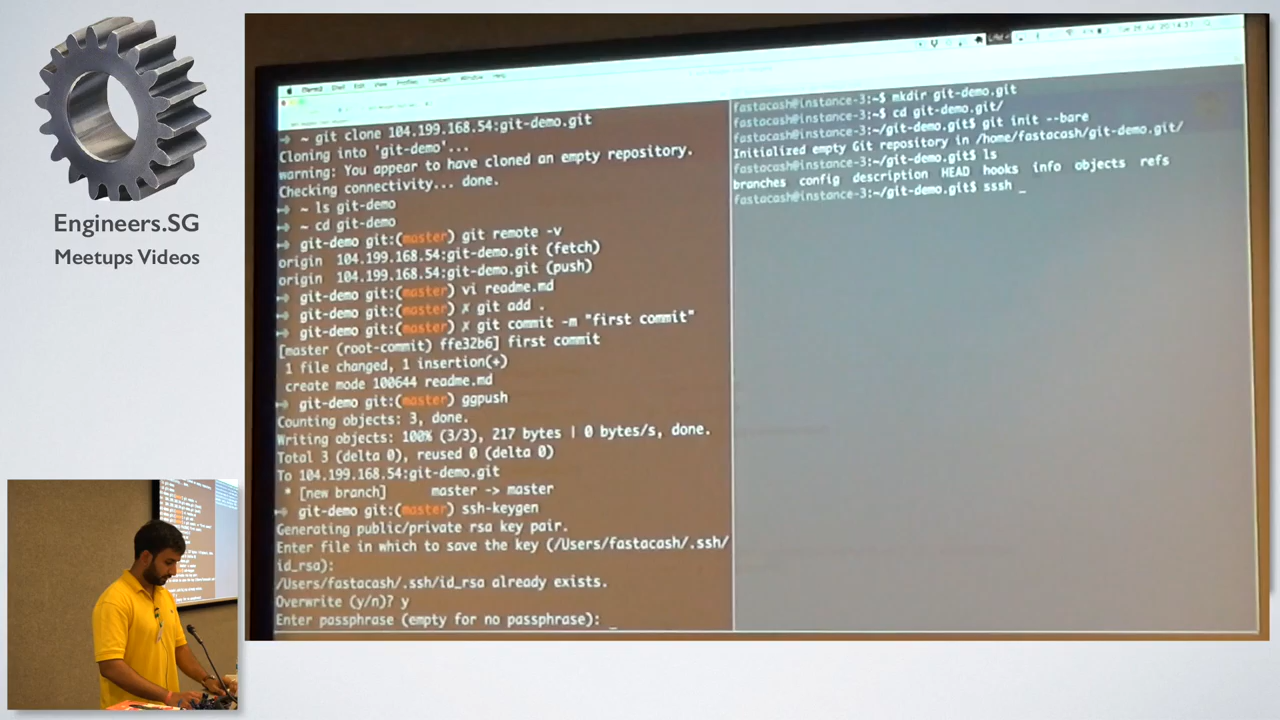 Engineers.SG
Meetups Videos
~ git clone 104.199.168.54:git-demo.git
Cloning into 'git-demo'...
warning: You appear to have cloned an empty repository.
Checking connectivity... done.
~ ls git-demo
~ cd git-demo
git-demo git:(master) git remote -v
origin 104.199.168.54:git-demo.git (fetch)
origin 104.199.168.54:git-demo.git (push)
git-demo git:(master) vi readme.md
git-demo git:(master) ✗ git add .
git-demo git:(master) ✗ git commit -m "first commit"
[master (root-commit) ffe32b6] first commit
1 file changed, 1 insertion(+)
create mode 100644 readme.md
git-demo git:(master) ggpush
Counting objects: 3, done.
Writing objects: 100% (3/3), 217 bytes | 0 bytes/s, done.
Total 3 (delta 0), reused 0 (delta 0)
To 104.199.168.54:git-demo.git
* [new branch] master -> master
git-demo git:(master) ssh-keygen
Generating public/private rsa key pair.
Enter file in which to save the key (/Users/fastacash/.ssh/
id_rsa):
/Users/fastacash/.ssh/id_rsa already exists.
Overwrite (y/n)? y
Enter passphrase (empty for no passphrase): _
fastacash@instance-3:~$ mkdir git-demo.git
fastacash@instance-3:~$ cd git-demo.git/
fastacash@instance-3:~/git-demo.git$ git init --bare
Initialized empty Git repository in /home/fastacash/git-demo.git/
fastacash@instance-3:~/git-demo.git$ ls
branches config description HEAD hooks info objects refs
fastacash@instance-3:~/git-demo.git$ sssh _